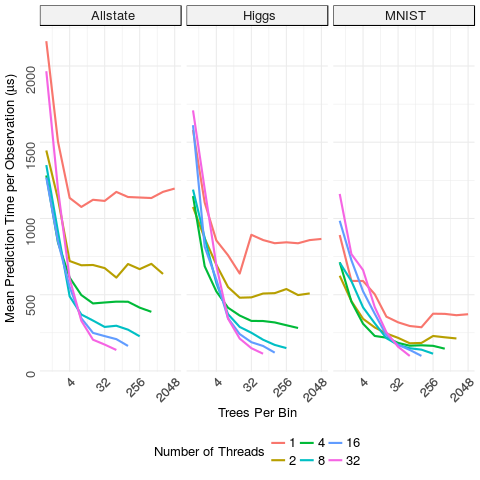 Allstate Higgs MNIST
Mean Prediction Time per Observation (µs)
2000
1500
1000
500
0
4 32 256 2048 4 32 256 2048 4 32 256 2048
Trees Per Bin
Number of Threads
1 4 16
2 8 32